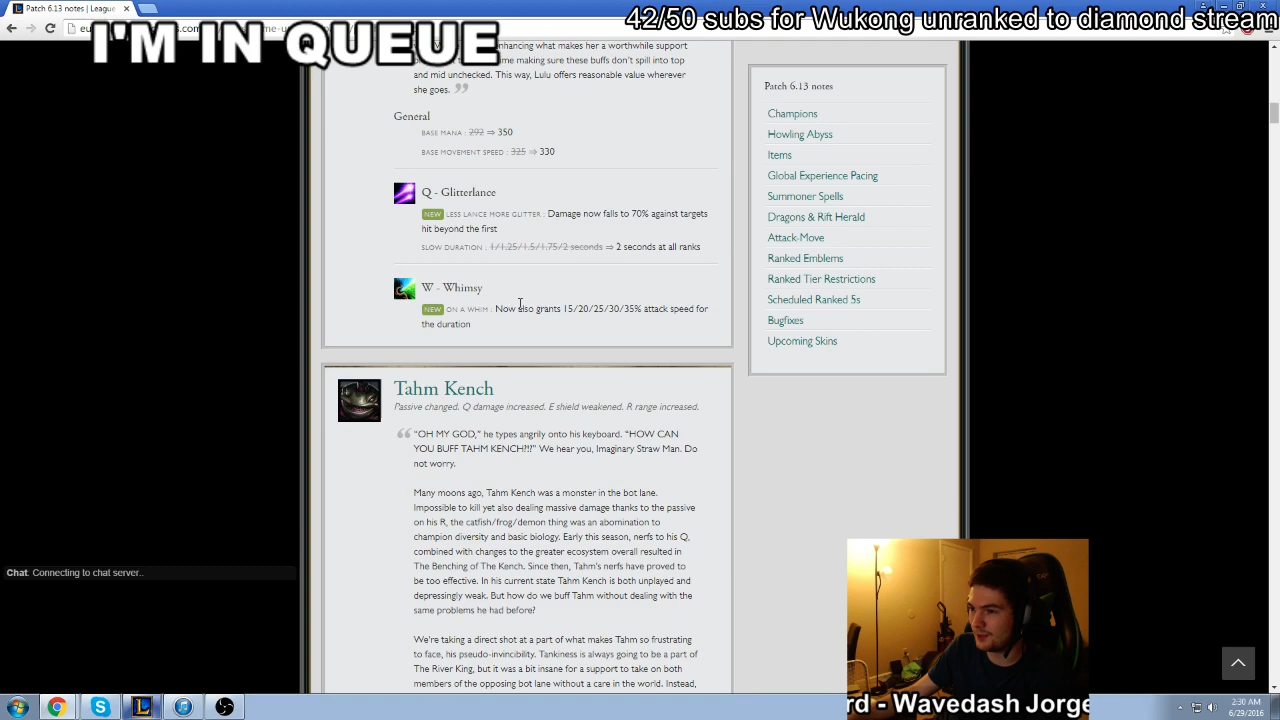 Patch 6.13 notes | League
42/50 subs for Wukong unranked to diamond stream
I'M IN QUEUE
enhancing what makes her a worthwhile support
me making sure these buffs don't spill into top
and mid unchecked. This way, Lulu offers reasonable value wherever
she goes.
General
BASE MANA : 292 ⇒ 350
BASE MOVEMENT SPEED : 325 ⇒ 330
Q - Glitterlance
NEW LESS LANCE MORE GLITTER : Damage now falls to 70% against targets
hit beyond the first
SLOW DURATION : 1/1.25/1.5/1.75/2 seconds ⇒ 2 seconds at all ranks
W - Whimsy
NEW ON A WHIM : Now also grants 15/20/25/30/35% attack speed for
the duration
Tahm Kench
Passive changed. Q damage increased. E shield weakened. R range increased.
"OH MY GOD," he types angrily onto his keyboard. "HOW CAN
YOU BUFF TAHM KENCH?!?" We hear you, Imaginary Straw Man. Do
not worry.
Many moons ago, Tahm Kench was a monster in the bot lane.
Impossible to kill yet also dealing massive damage thanks to the passive
on his R, the catfish/frog/demon thing was an abomination to
champion diversity and basic biology. Early this season, nerfs to his Q,
combined with changes to the greater ecosystem overall resulted in
The Benching of The Kench. Since then, Tahm's nerfs have proved to
be too effective. In his current state Tahm Kench is both unplayed and
depressingly weak. But how do we buff Tahm without dealing with the
same problems he had before?
We're taking a direct shot at a part of what makes Tahm so frustrating
to face, his pseudo-invincibility. Tankiness is always going to be a part of
The River King, but it was a bit insane for a support to take on both
members of the opposing bot lane without a care in the world. Instead,
Patch 6.13 notes
Champions
Howling Abyss
Items
Global Experience Pacing
Summoner Spells
Dragons & Rift Herald
Attack-Move
Ranked Emblems
Ranked Tier Restrictions
Scheduled Ranked 5s
Bugfixes
Upcoming Skins
Chat: Connecting to chat server..
rd - Wavedash Jorge
2:30 AM
6/29/2016